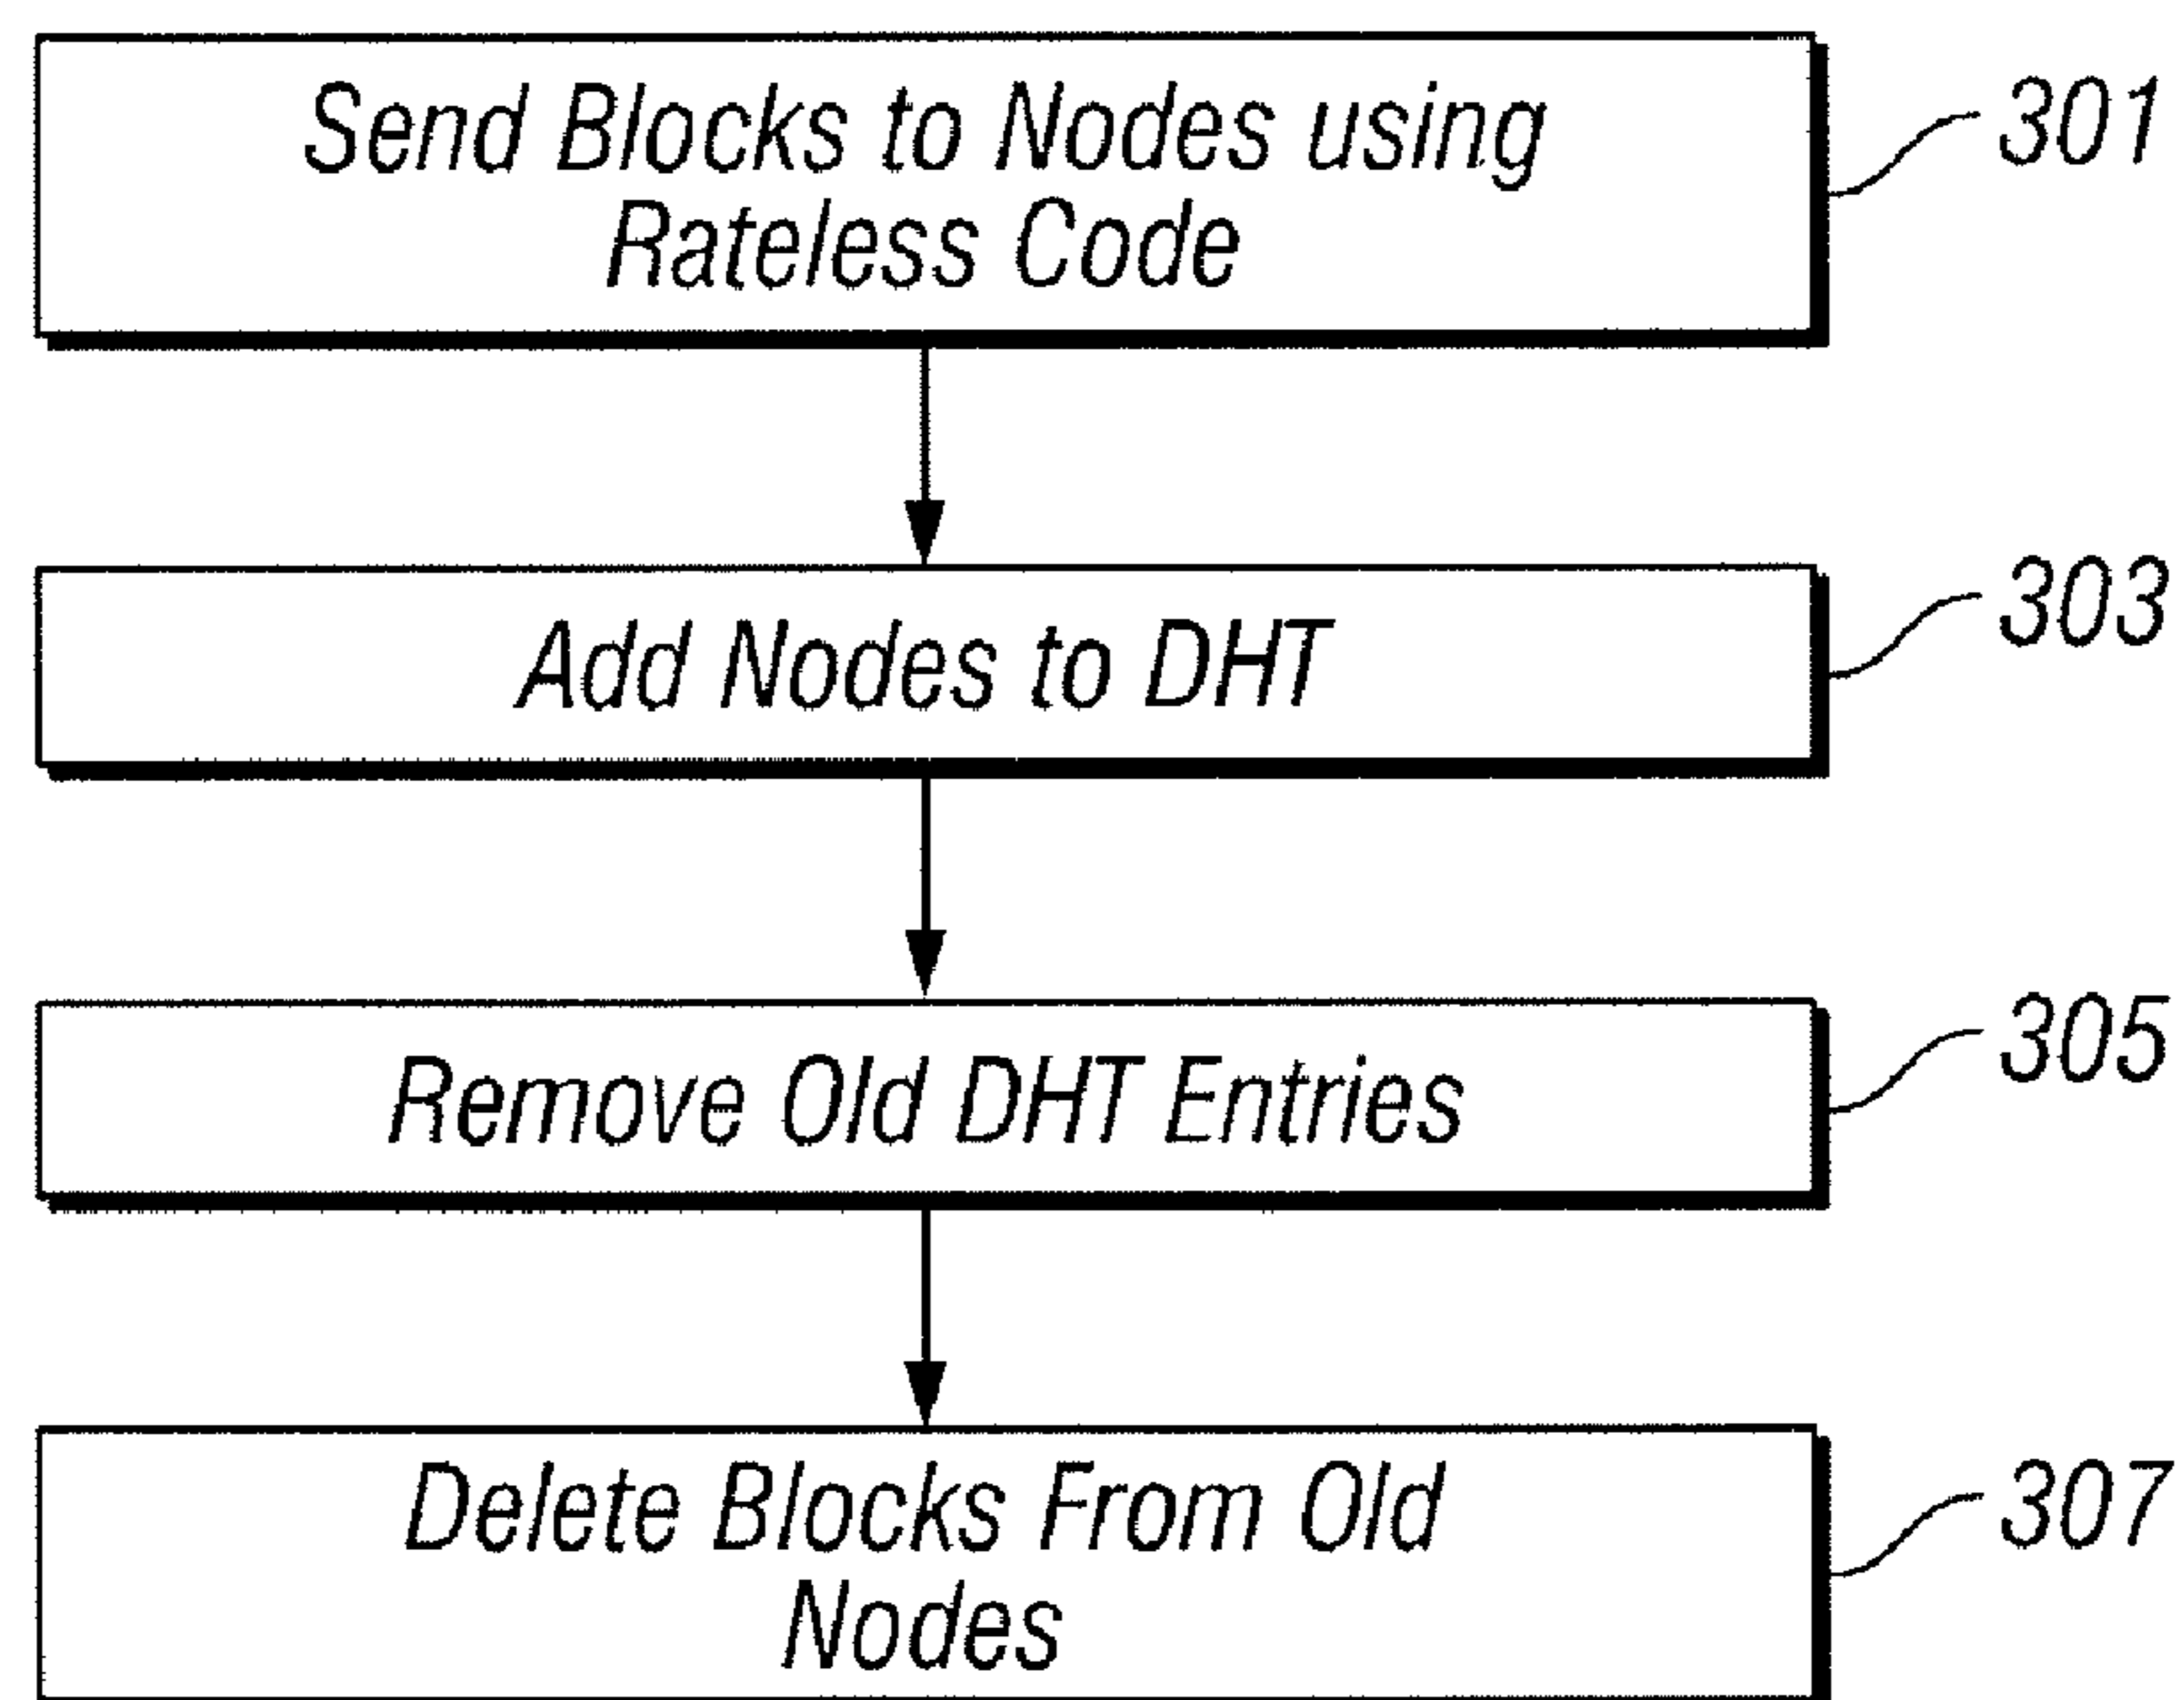 Send Blocks to Nodes using
Rateless Code
301
Add Nodes to DHT
303
Remove Old DHT Entries
305
Delete Blocks From Old
Nodes
307